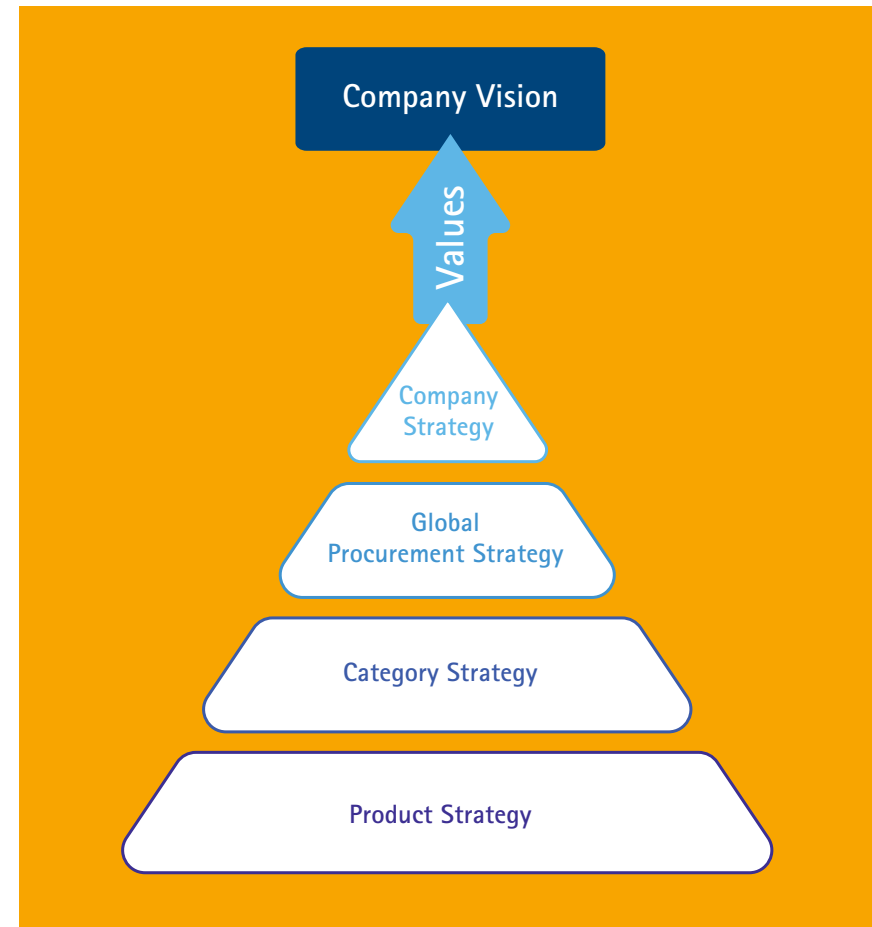 Company Vision
Values
Company
Strategy
Global
Procurement Strategy
Category Strategy
Product Strategy